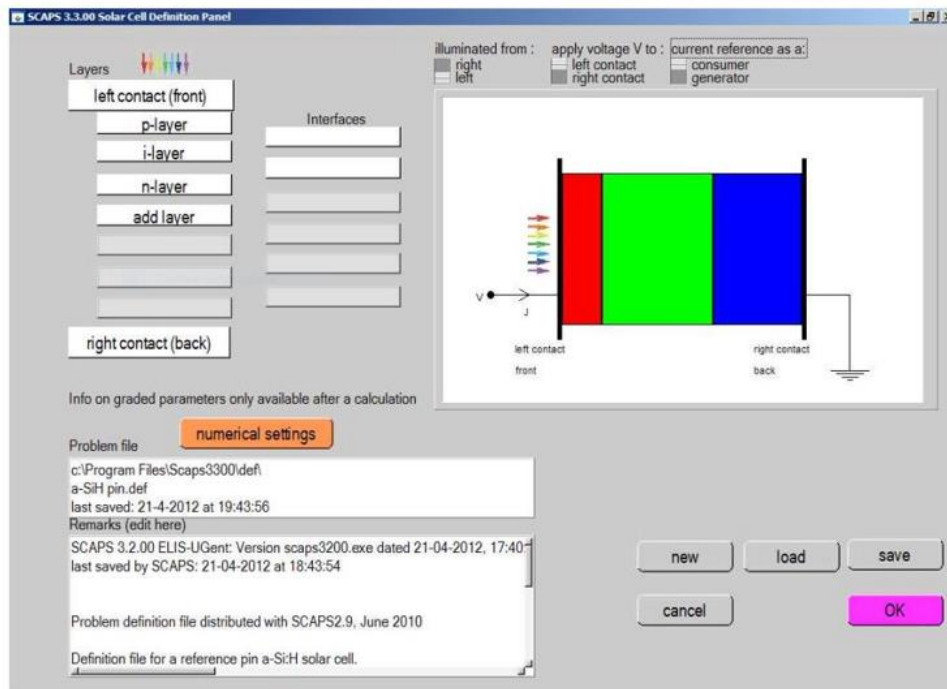 SCAPS 3.3.00 Solar Cell Definition Panel
illuminated from :
right
left
apply voltage V to :
left contact
right contact
current reference as a:
consumer
generator
Layers
left contact (front)
p-layer
i-layer
n-layer
add layer
right contact (back)
Interfaces
V
J
left contact
front
right contact
back
Info on graded parameters only available after a calculation
numerical settings
Problem file
c:\Program Files\Scaps3300\def\
a-SiH pin.def
last saved: 21-4-2012 at 19:43:56
Remarks (edit here)
SCAPS 3.2.00 ELIS-UGent: Version scaps3200.exe dated 21-04-2012, 17:40:
last saved by SCAPS: 21-04-2012 at 18:43:54
Problem definition file distributed with SCAPS2.9, June 2010
Definition file for a reference pin a-Si:H solar cell.
new
load
save
cancel
OK